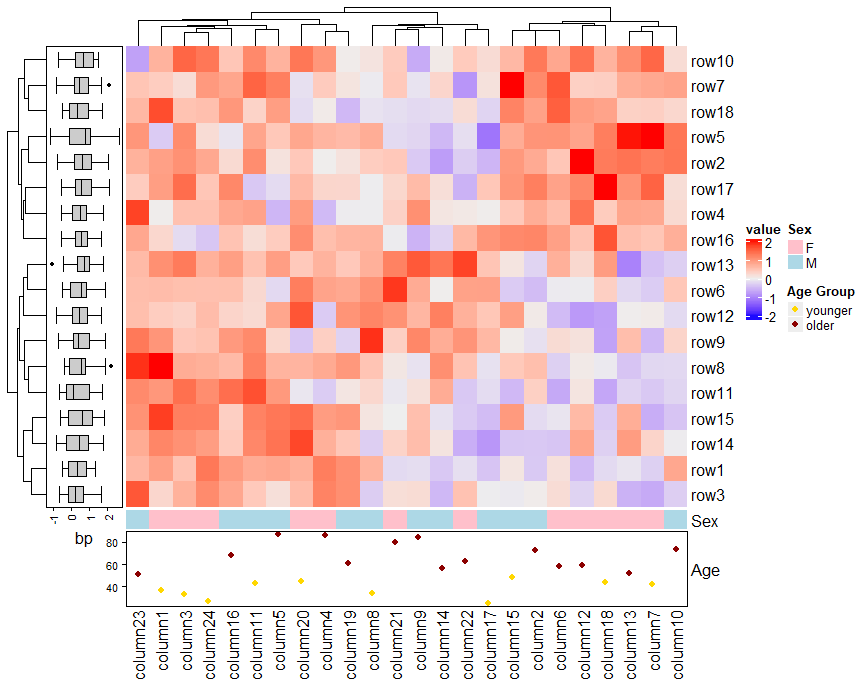 row10
row7
row18
row5
row2
row17
row4
row16
row13
row6
row12
row9
row8
row11
row15
row14
row1
row3
value
2
1
0
-1
-2
Sex
F
M
Age Group
younger
older
-1 0 1 2
bp
Sex
80
60
40
Age
column23
column1
column3
column24
column16
column11
column5
column20
column4
column19
column8
column21
column9
column14
column22
column17
column15
column2
column6
column12
column18
column13
column7
column10